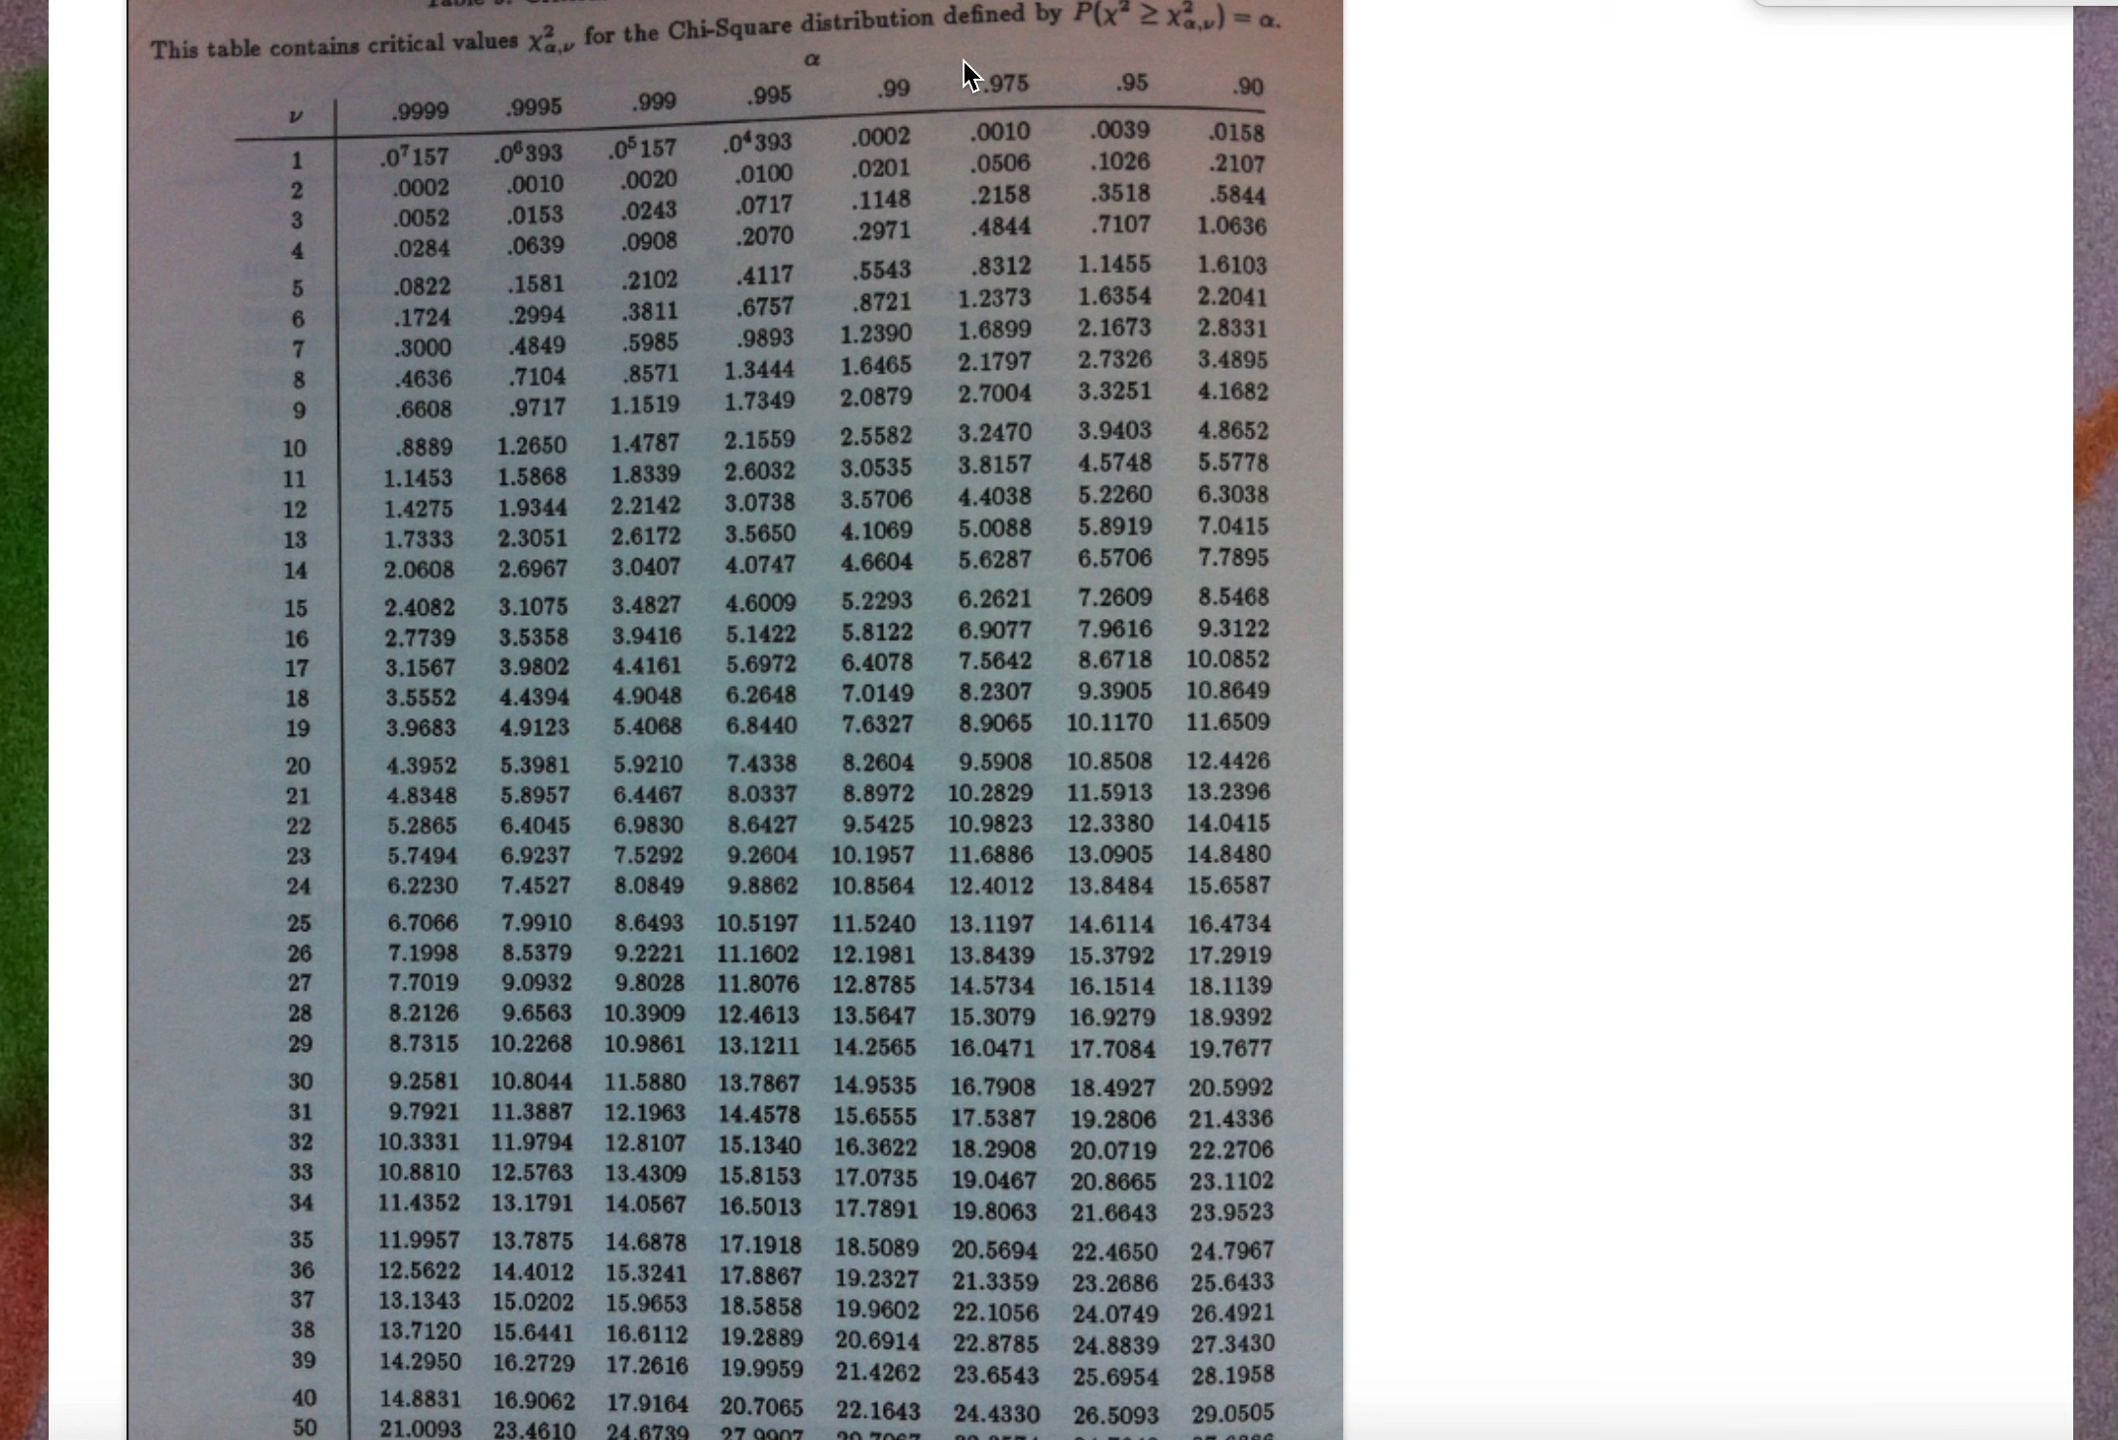 This table contains critical values χ²α,ν for the Chi-Square distribution defined by P(χ² ≥ χ²α,ν) = α.
α
ν .9999 .9995 .999 .995 .99 .975 .95 .90
1 .0⁷157 .0⁶393 .0⁵157 .0⁴393 .0002 .0010 .0039 .0158
2 .0002 .0010 .0020 .0100 .0201 .0506 .1026 .2107
3 .0052 .0153 .0243 .0717 .1148 .2158 .3518 .5844
4 .0284 .0639 .0908 .2070 .2971 .4844 .7107 1.0636
5 .0822 .1581 .2102 .4117 .5543 .8312 1.1455 1.6103
6 .1724 .2994 .3811 .6757 .8721 1.2373 1.6354 2.2041
7 .3000 .4849 .5985 .9893 1.2390 1.6899 2.1673 2.8331
8 .4636 .7104 .8571 1.3444 1.6465 2.1797 2.7326 3.4895
9 .6608 .9717 1.1519 1.7349 2.0879 2.7004 3.3251 4.1682
10 .8889 1.2650 1.4787 2.1559 2.5582 3.2470 3.9403 4.8652
11 1.1453 1.5868 1.8339 2.6032 3.0535 3.8157 4.5748 5.5778
12 1.4275 1.9344 2.2142 3.0738 3.5706 4.4038 5.2260 6.3038
13 1.7333 2.3051 2.6172 3.5650 4.1069 5.0088 5.8919 7.0415
14 2.0608 2.6967 3.0407 4.0747 4.6604 5.6287 6.5706 7.7895
15 2.4082 3.1075 3.4827 4.6009 5.2293 6.2621 7.2609 8.5468
16 2.7739 3.5358 3.9416 5.1422 5.8122 6.9077 7.9616 9.3122
17 3.1567 3.9802 4.4161 5.6972 6.4078 7.5642 8.6718 10.0852
18 3.5552 4.4394 4.9048 6.2648 7.0149 8.2307 9.3905 10.8649
19 3.9683 4.9123 5.4068 6.8440 7.6327 8.9065 10.1170 11.6509
20 4.3952 5.3981 5.9210 7.4338 8.2604 9.5908 10.8508 12.4426
21 4.8348 5.8957 6.4467 8.0337 8.8972 10.2829 11.5913 13.2396
22 5.2865 6.4045 6.9830 8.6427 9.5425 10.9823 12.3380 14.0415
23 5.7494 6.9237 7.5292 9.2604 10.1957 11.6886 13.0905 14.8480
24 6.2230 7.4527 8.0849 9.8862 10.8564 12.4012 13.8484 15.6587
25 6.7066 7.9910 8.6493 10.5197 11.5240 13.1197 14.6114 16.4734
26 7.1998 8.5379 9.2221 11.1602 12.1981 13.8439 15.3792 17.2919
27 7.7019 9.0932 9.8028 11.8076 12.8785 14.5734 16.1514 18.1139
28 8.2126 9.6563 10.3909 12.4613 13.5647 15.3079 16.9279 18.9392
29 8.7315 10.2268 10.9861 13.1211 14.2565 16.0471 17.7084 19.7677
30 9.2581 10.8044 11.5880 13.7867 14.9535 16.7908 18.4927 20.5992
31 9.7921 11.3887 12.1963 14.4578 15.6555 17.5387 19.2806 21.4336
32 10.3331 11.9794 12.8107 15.1340 16.3622 18.2908 20.0719 22.2706
33 10.8810 12.5763 13.4309 15.8153 17.0735 19.0467 20.8665 23.1102
34 11.4352 13.1791 14.0567 16.5013 17.7891 19.8063 21.6643 23.9523
35 11.9957 13.7875 14.6878 17.1918 18.5089 20.5694 22.4650 24.7967
36 12.5622 14.4012 15.3241 17.8867 19.2327 21.3359 23.2686 25.6433
37 13.1343 15.0202 15.9653 18.5858 19.9602 22.1056 24.0749 26.4921
38 13.7120 15.6441 16.6112 19.2889 20.6914 22.8785 24.8839 27.3430
39 14.2950 16.2729 17.2616 19.9959 21.4262 23.6543 25.6954 28.1958
40 14.8831 16.9062 17.9164 20.7065 22.1643 24.4330 26.5093 29.0505
50 21.0093 23.4610 24.6739 27.9907